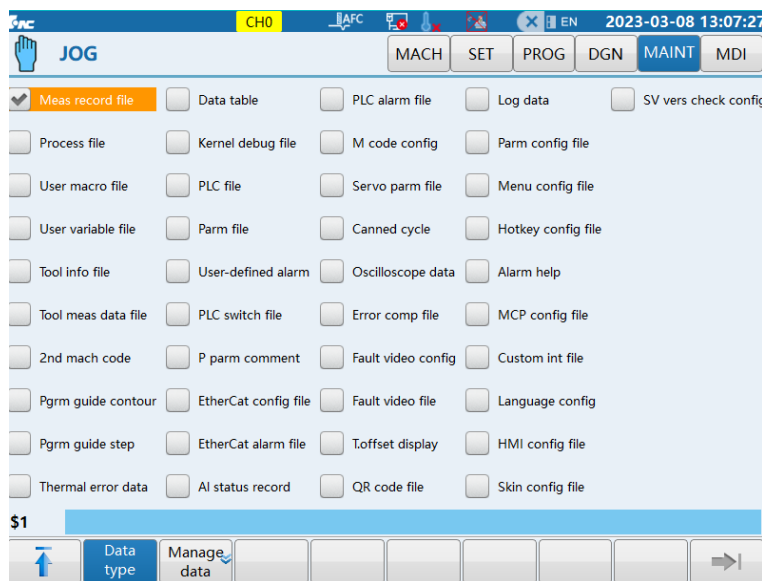 CH0 AFC EN 2023-03-08 13:07:27
JOG MACH SET PROG DGN MAINT MDI
Meas record file Data table PLC alarm file Log data SV vers check config
Process file Kernel debug file M code config Parm config file
User macro file PLC file Servo parm file Menu config file
User variable file Parm file Canned cycle Hotkey config file
Tool info file User-defined alarm Oscilloscope data Alarm help
Tool meas data file PLC switch file Error comp file MCP config file
2nd mach code P parm comment Fault video config Custom int file
Pgrm guide contour EtherCat config file Fault video file Language config
Pgrm guide step EtherCat alarm file T.offset display HMI config file
Thermal error data AI status record QR code file Skin config file
$1
Data type Manage data